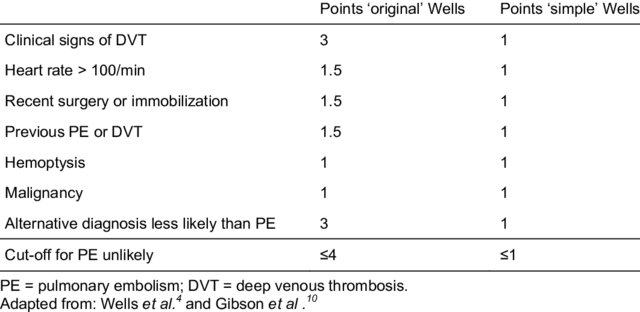 Points ‘original’ Wells Points ‘simple’ Wells
Clinical signs of DVT 3 1
Heart rate > 100/min 1.5 1
Recent surgery or immobilization 1.5 1
Previous PE or DVT 1.5 1
Hemoptysis 1 1
Malignancy 1 1
Alternative diagnosis less likely than PE 3 1
Cut-off for PE unlikely ≤4 ≤1
PE = pulmonary embolism; DVT = deep venous thrombosis.
Adapted from: Wells et al.4 and Gibson et al .10